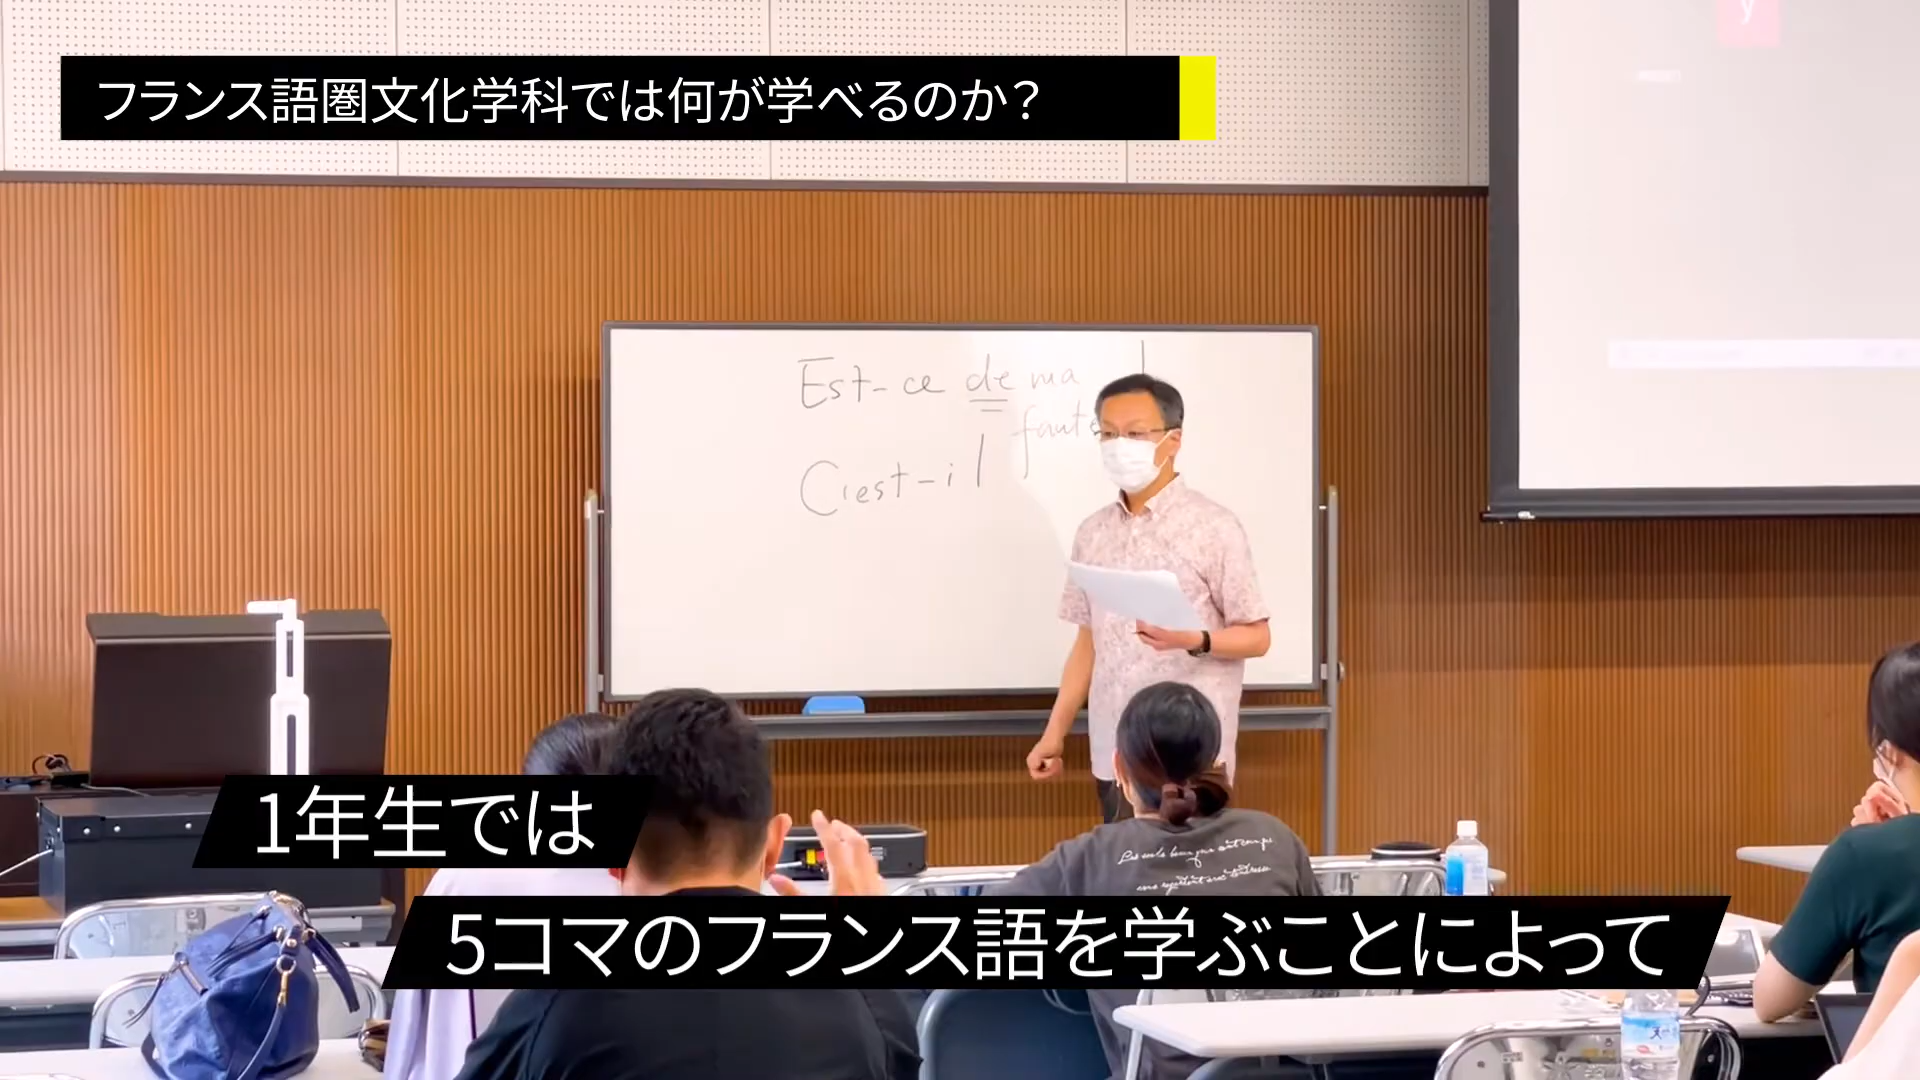 y
フランス語圏文化学科では何が学べるのか？
Est-ce de ma
faute
C'est-il
1年生では
5コマのフランス語を学ぶことによって